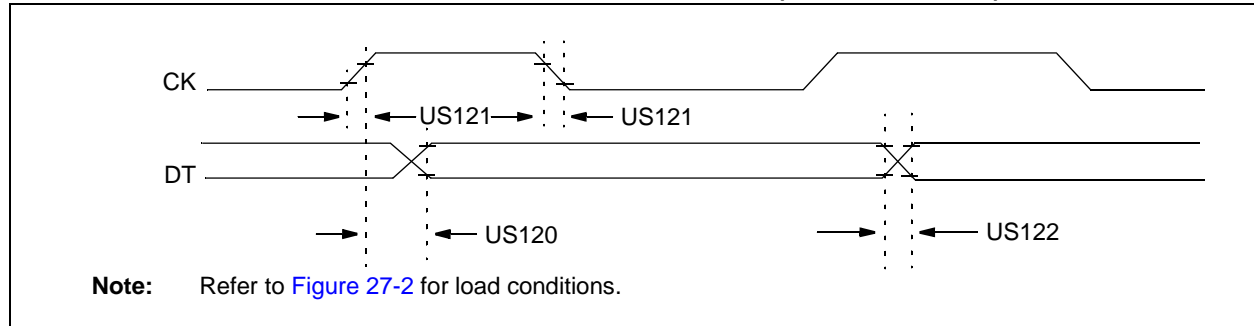 CK
US121
US121
DT
US120
US122
Note: Refer to Figure 27-2 for load conditions.